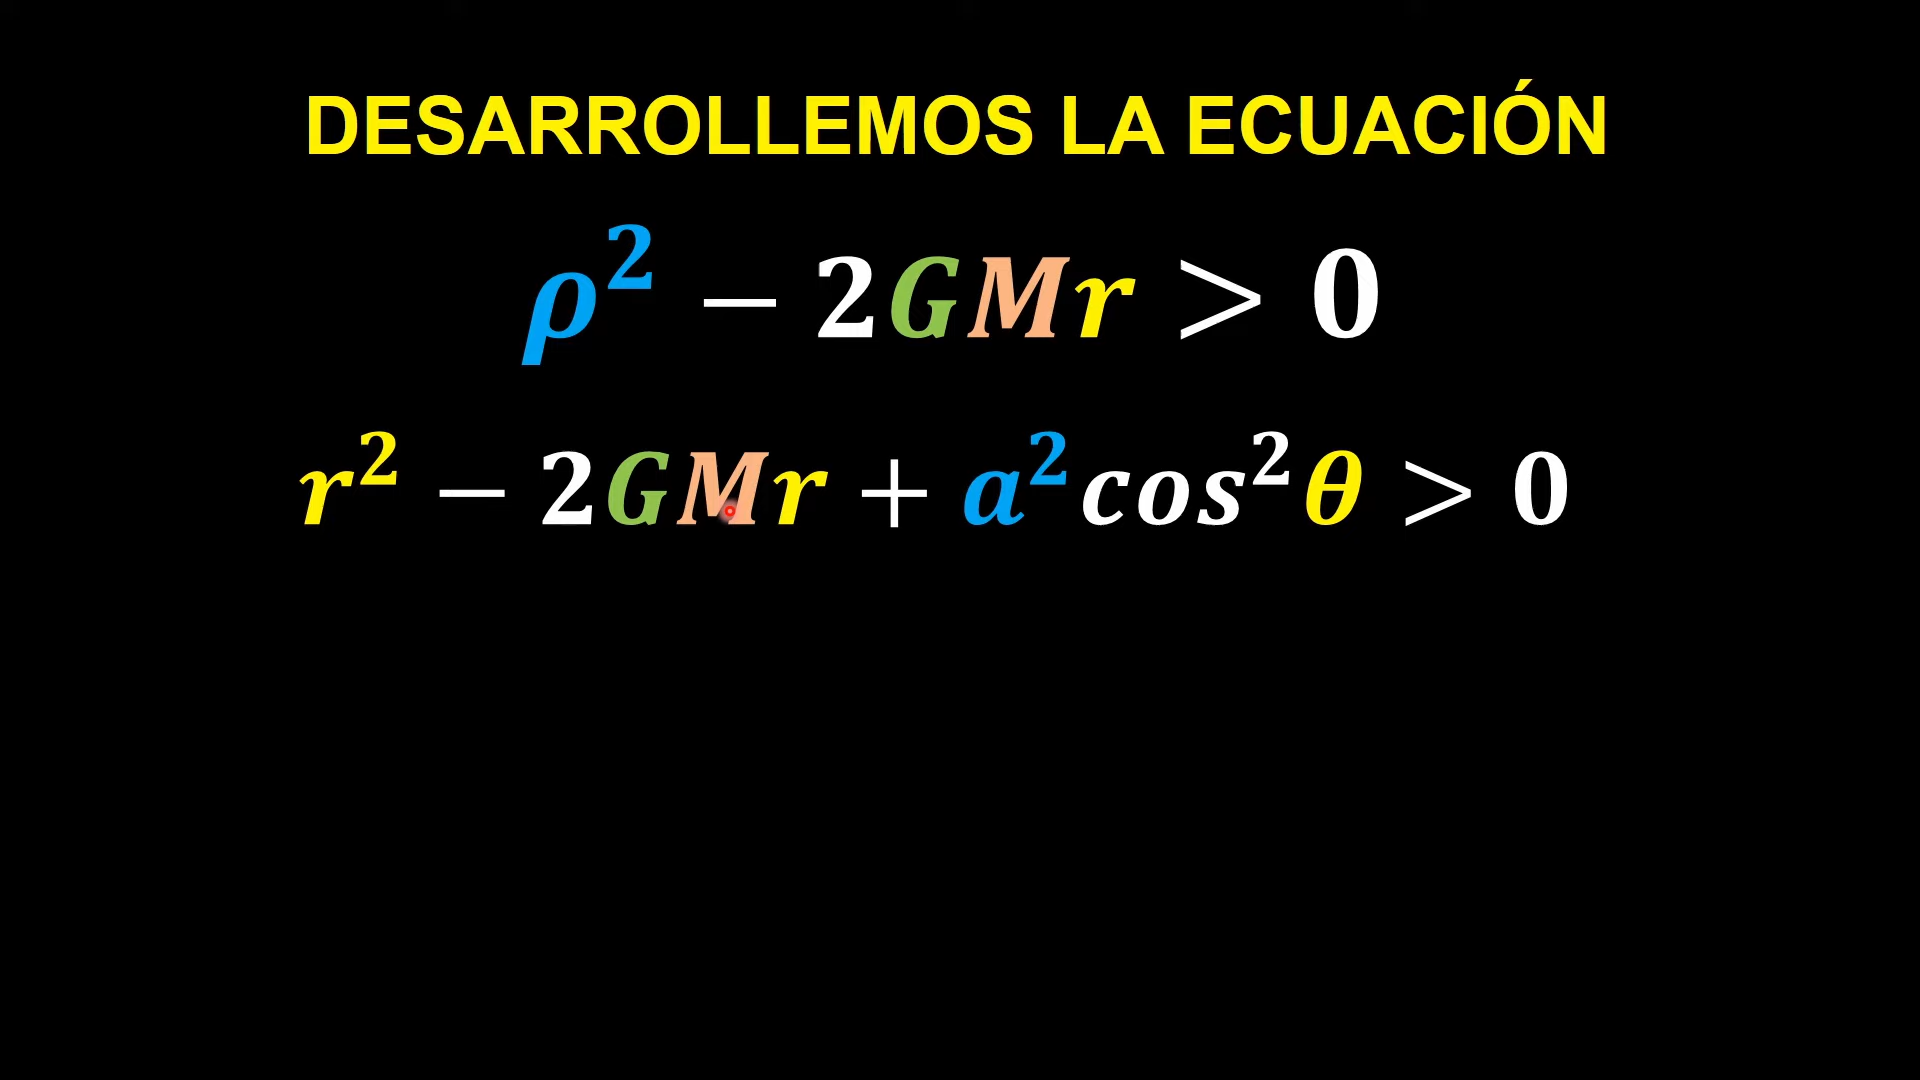 DESARROLLEMOS LA ECUACIÓN
ρ² − 2GMr > 0
r² − 2GMr + a²cos²θ > 0